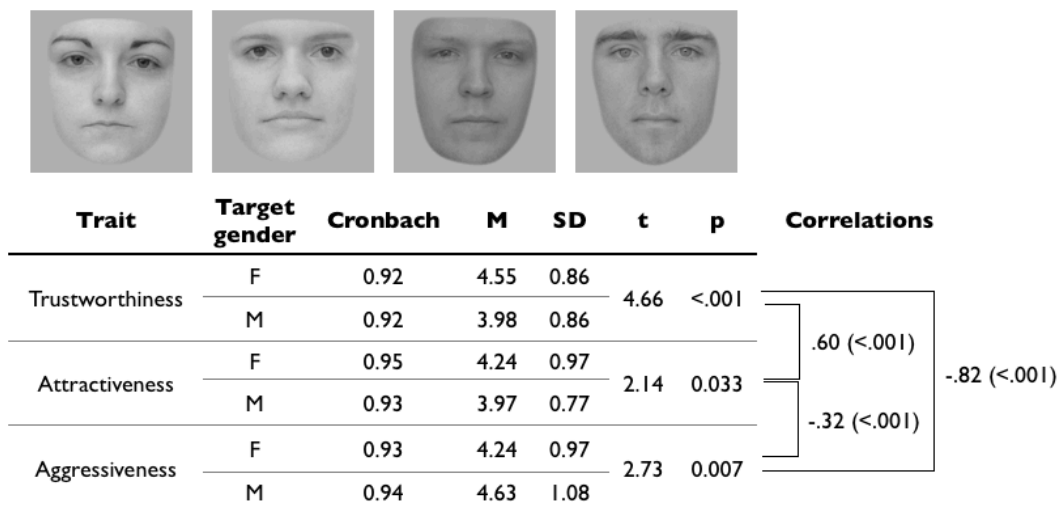 Trait Target gender Cronbach M SD t p Correlations
Trustworthiness F 0.92 4.55 0.86 4.66 <.001
M 0.92 3.98 0.86
.60 (<.001)
Attractiveness F 0.95 4.24 0.97 2.14 0.033 -.82 (<.001)
M 0.93 3.97 0.77
-.32 (<.001)
Aggressiveness F 0.93 4.24 0.97 2.73 0.007
M 0.94 4.63 1.08